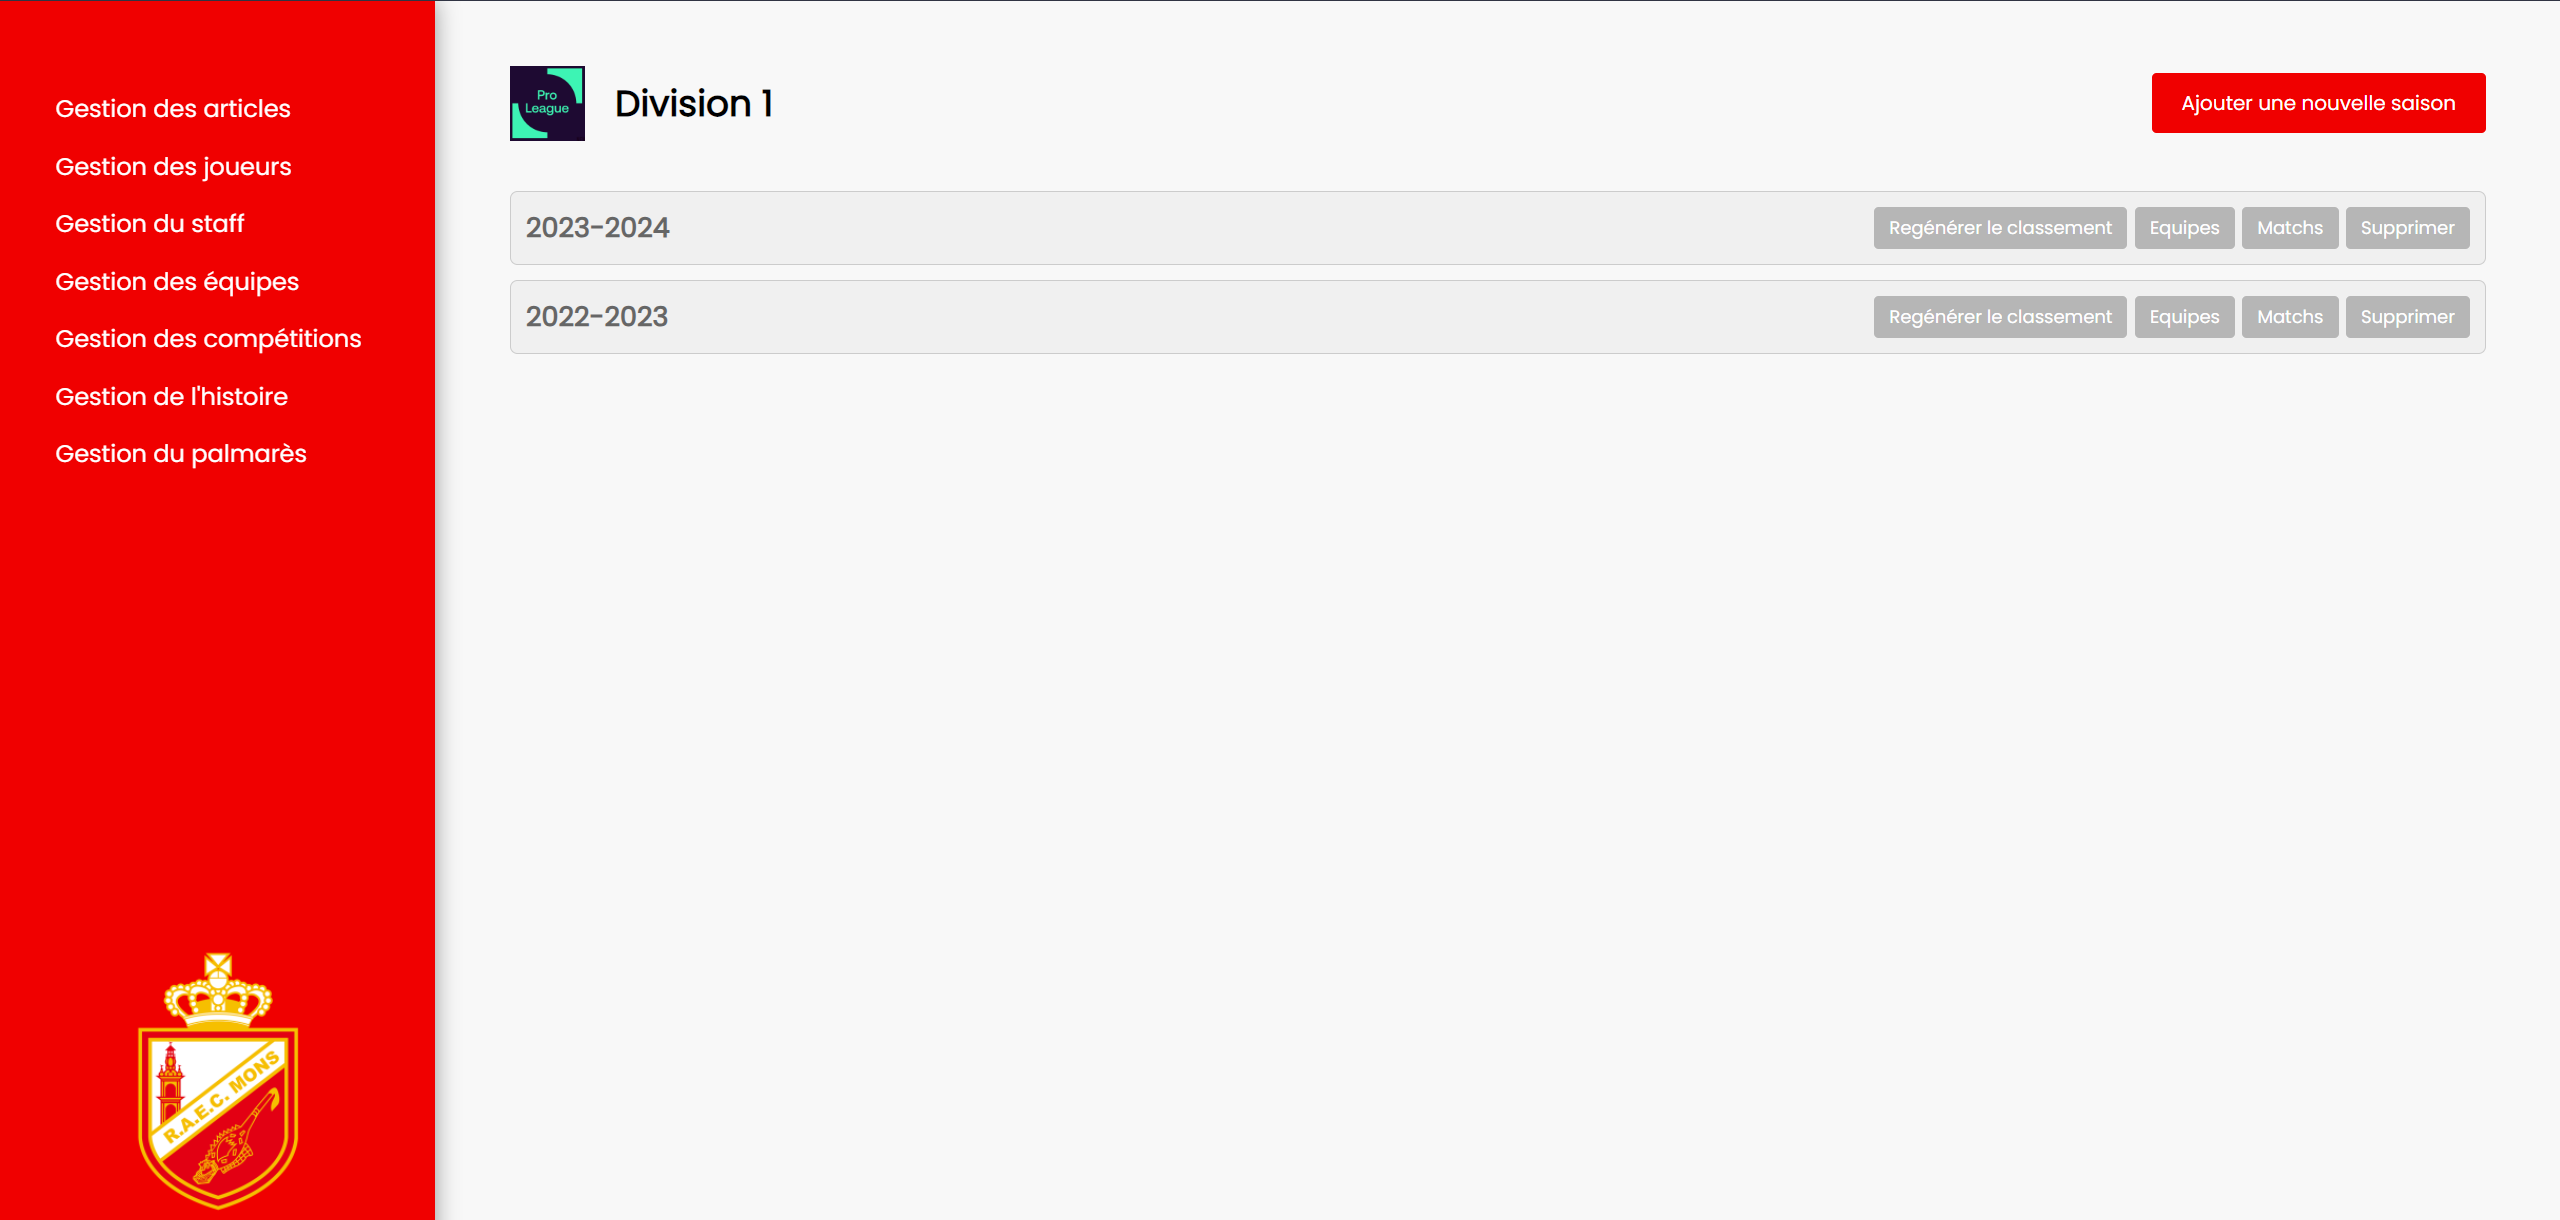 Gestion des articles
Gestion des joueurs
Gestion du staff
Gestion des équipes
Gestion des compétitions
Gestion de l'histoire
Gestion du palmarès
R.A.E.C. MONS
Pro
League
Division 1
Ajouter une nouvelle saison
2023-2024
Regénérer le classement
Equipes
Matchs
Supprimer
2022-2023
Regénérer le classement
Equipes
Matchs
Supprimer